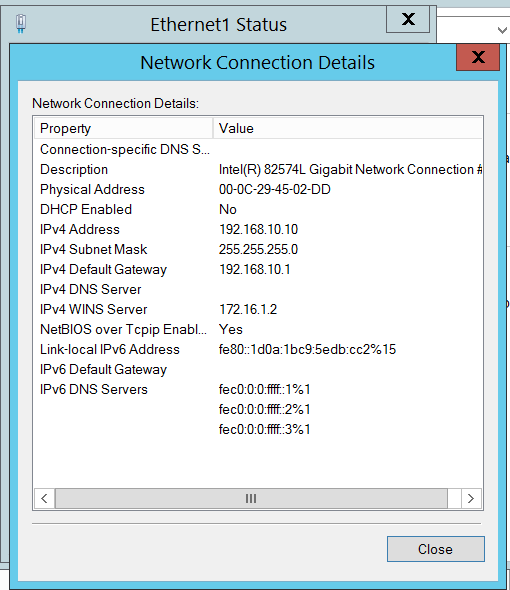 Ethernet1 Status
X
Network Connection Details
X
Network Connection Details:
Property Value
Connection-specific DNS S...
Description Intel(R) 82574L Gigabit Network Connection #
Physical Address 00-0C-29-45-02-DD
DHCP Enabled No
IPv4 Address 192.168.10.10
IPv4 Subnet Mask 255.255.255.0
IPv4 Default Gateway 192.168.10.1
IPv4 DNS Server
IPv4 WINS Server 172.16.1.2
NetBIOS over Tcpip Enabl... Yes
Link-local IPv6 Address fe80::1d0a:1bc9:5edb:cc2%15
IPv6 Default Gateway
IPv6 DNS Servers fec0:0:0:ffff::1%1
fec0:0:0:ffff::2%1
fec0:0:0:ffff::3%1
Close